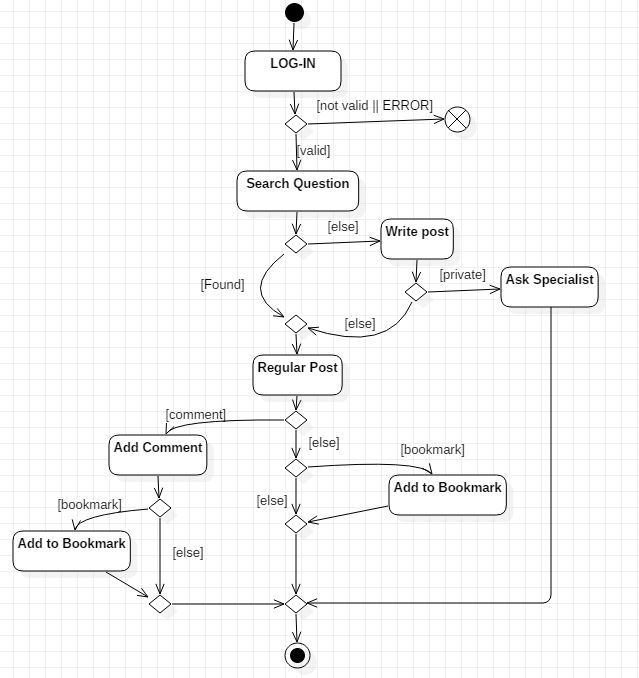 LOG-IN
[not valid || ERROR]
[valid]
Search Question
[else]
Write post
[Found]
[private]
Ask Specialist
[else]
Regular Post
[comment]
[else]
Add Comment
[bookmark]
[bookmark]
[else]
Add to Bookmark
Add to Bookmark
[else]